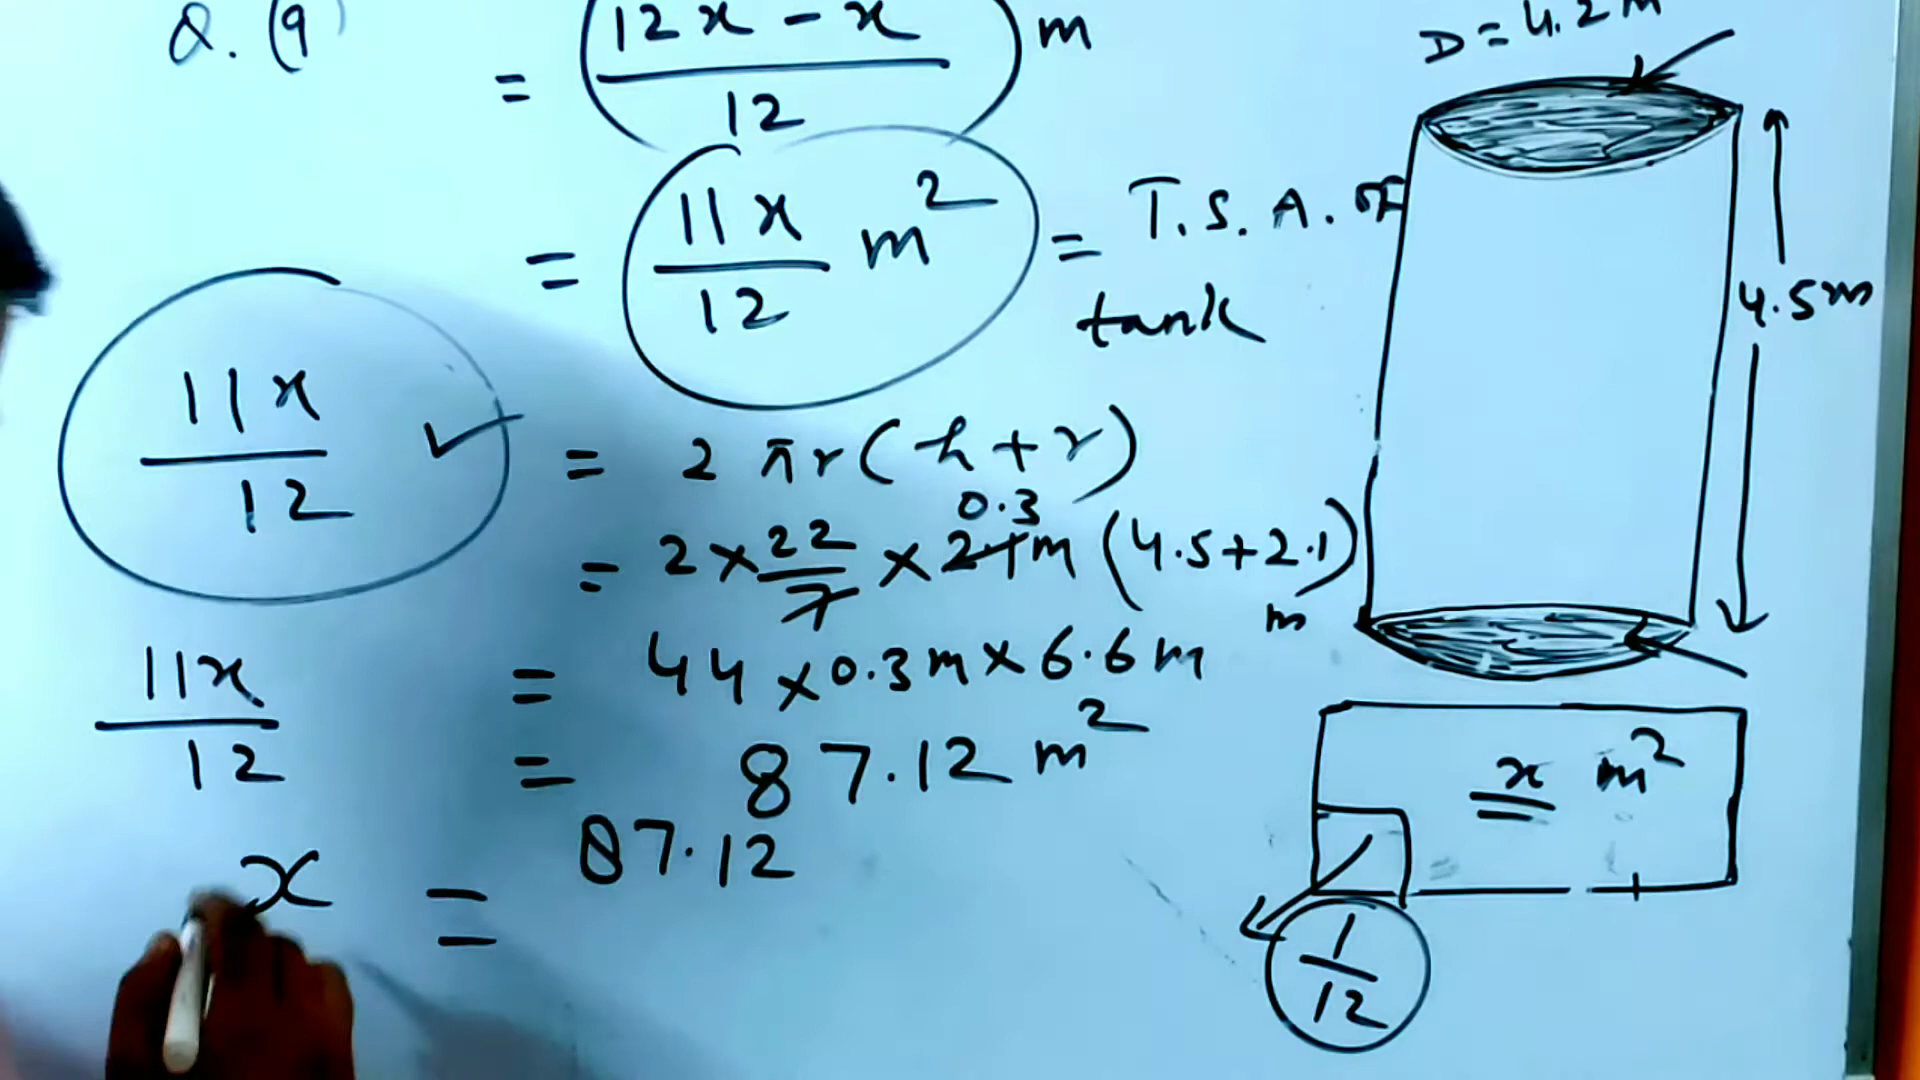 Q. (9)
= (12x - x)/12 m
= 11x/12 m² = T.S.A. OF
tank
11x/12 ✓ = 2 πr(h+r)
0.3
= 2 × 22/7 × 2.1m (4.5+2.1)
m
11x/12 = 44 × 0.3m × 6.6m
= 87.12 m²
x = 87.12
D = 4.2m
4.5m
x m²
1/12